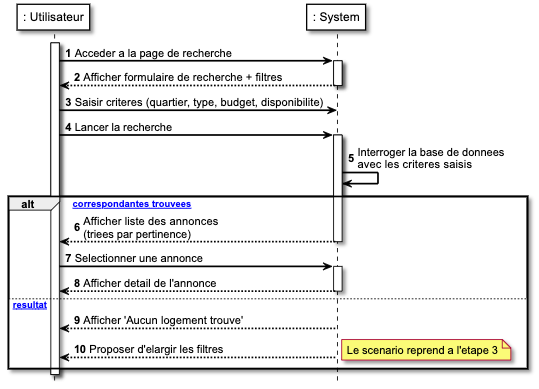 : Utilisateur
: System
1 Acceder a la page de recherche
2 Afficher formulaire de recherche + filtres
3 Saisir criteres (quartier, type, budget, disponibilite)
4 Lancer la recherche
5 Interroger la base de donnees
avec les criteres saisis
alt
correspondantes trouvees
6 Afficher liste des annonces
(triees par pertinence)
7 Selectionner une annonce
8 Afficher detail de l'annonce
resultat
9 Afficher 'Aucun logement trouve'
10 Proposer d'elargir les filtres
Le scenario reprend a l'etape 3